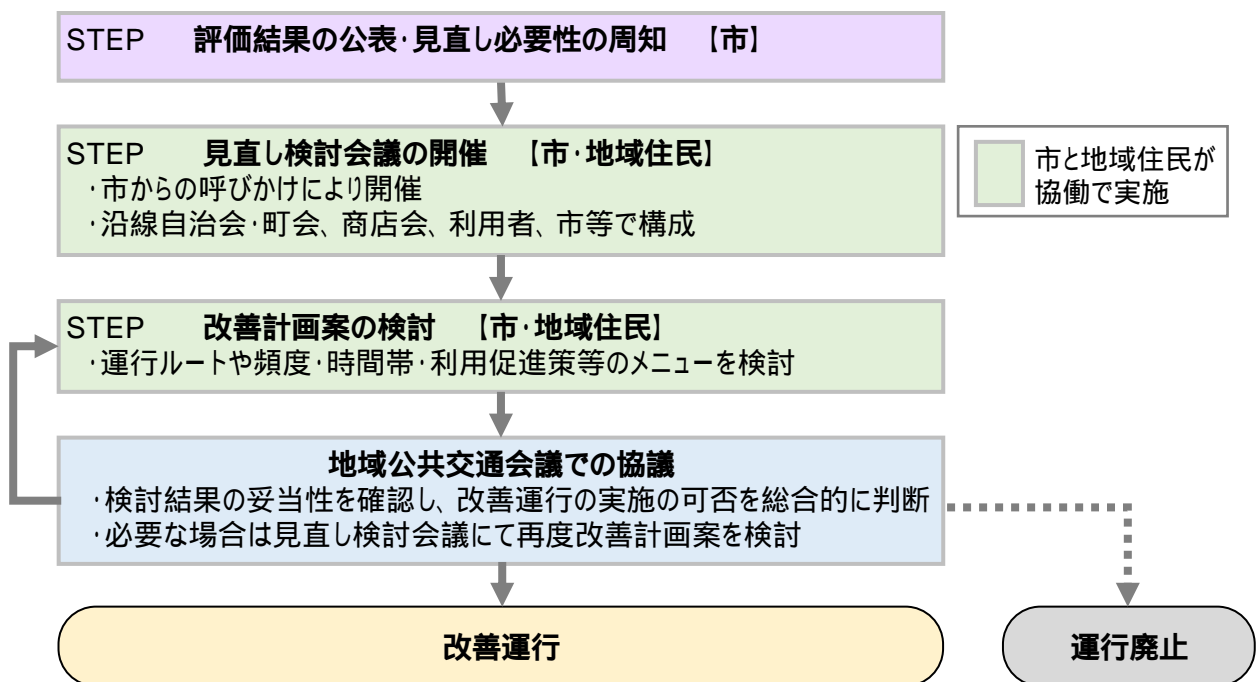 STEP 評価結果の公表・見直し必要性の周知 【市】
STEP 見直し検討会議の開催 【市・地域住民】
・市からの呼びかけにより開催
・沿線自治会・町会、商店会、利用者、市等で構成
市と地域住民が
協働で実施
STEP 改善計画案の検討 【市・地域住民】
・運行ルートや頻度・時間帯・利用促進策等のメニューを検討
地域公共交通会議での協議
・検討結果の妥当性を確認し、改善運行の実施の可否を総合的に判断
・必要な場合は見直し検討会議にて再度改善計画案を検討
改善運行
運行廃止